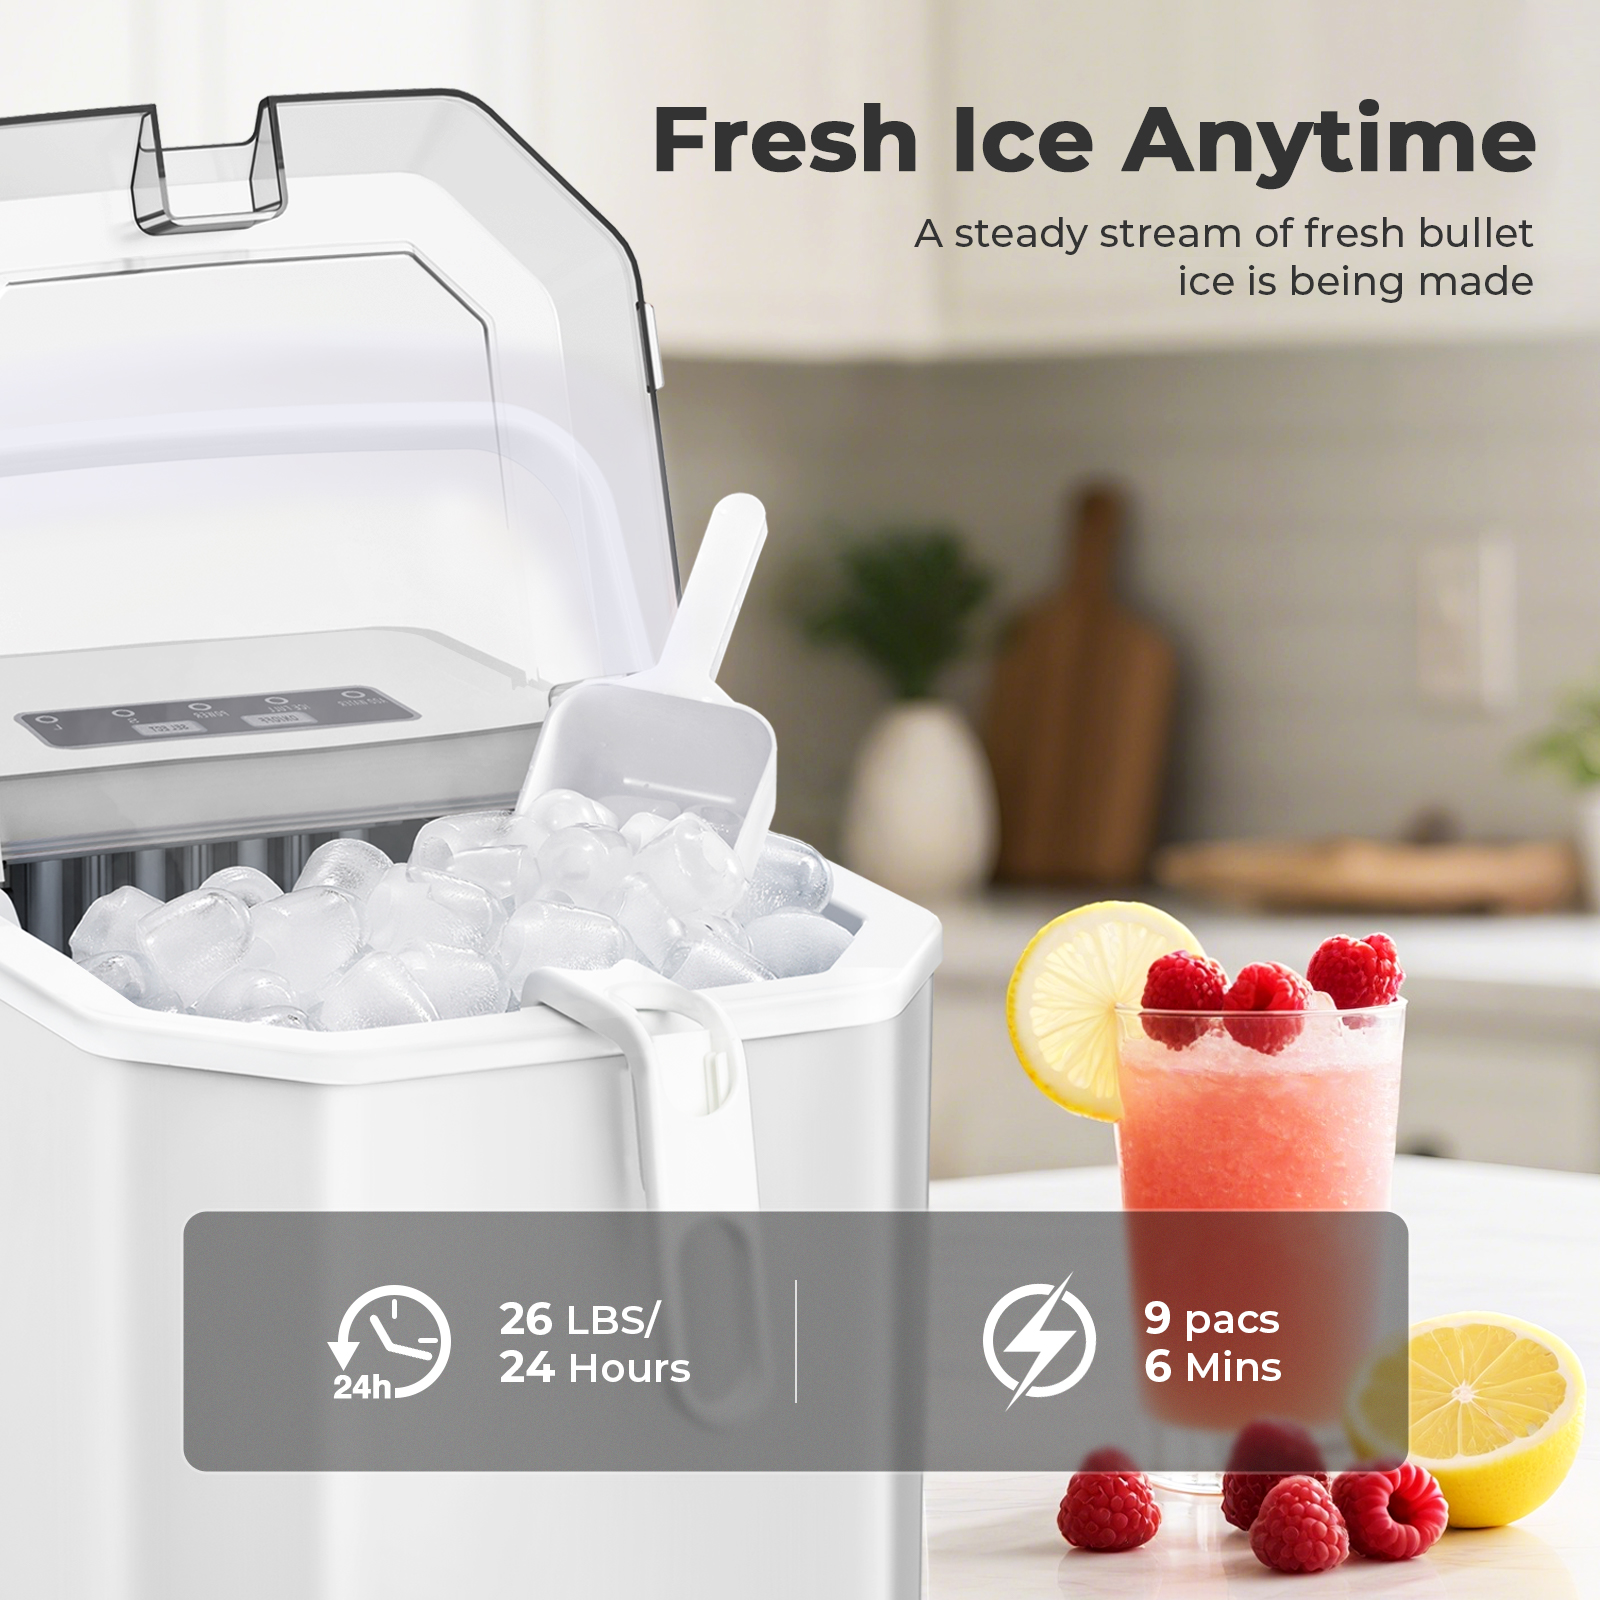 Fresh Ice Anytime
A steady stream of fresh bullet
ice is being made
24h
26 LBS/
24 Hours
9 pacs
6 Mins